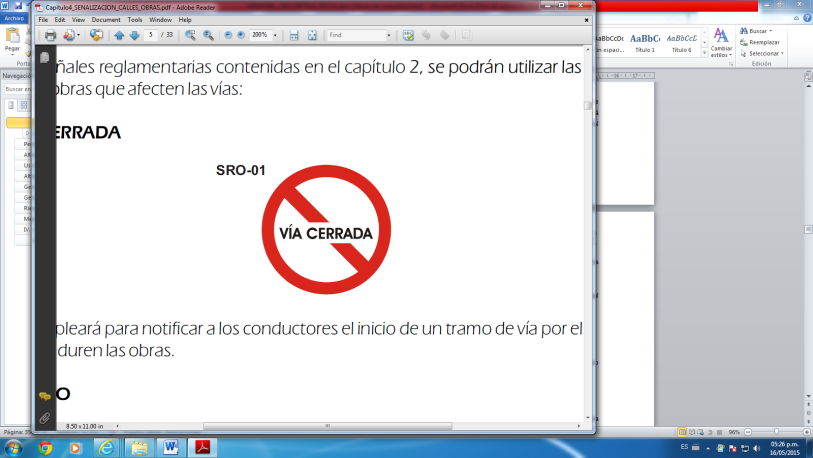 Capitulo4_SENALIZACION_CALLES_OBRAS.pdf - Adobe Reader
File Edit View Document Tools Window Help
5 / 33 200% Find
ñales reglamentarias contenidas en el capítulo 2, se podrán utilizar las
obras que afecten las vías:
ERRADA
SRO-01
VÍA CERRADA
pleará para notificar a los conductores el inicio de un tramo de vía por el
duren las obras.
O
8.50 x 11.00 in
Archivo
Pegar
Porta
Navegació
Buscar en
AaBbCcDc AaBbC AaBbCcL
n espaci... Título 1 Título 6
Cambiar
estilos
Buscar
Reemplazar
Seleccionar
Edición
Página: 3
96%
ES
05:26 p.m.
16/05/2015